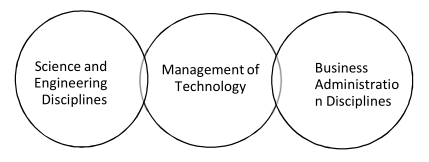 Science and
Engineering
Disciplines
Management of
Technology
Business
Administratio
n Disciplines